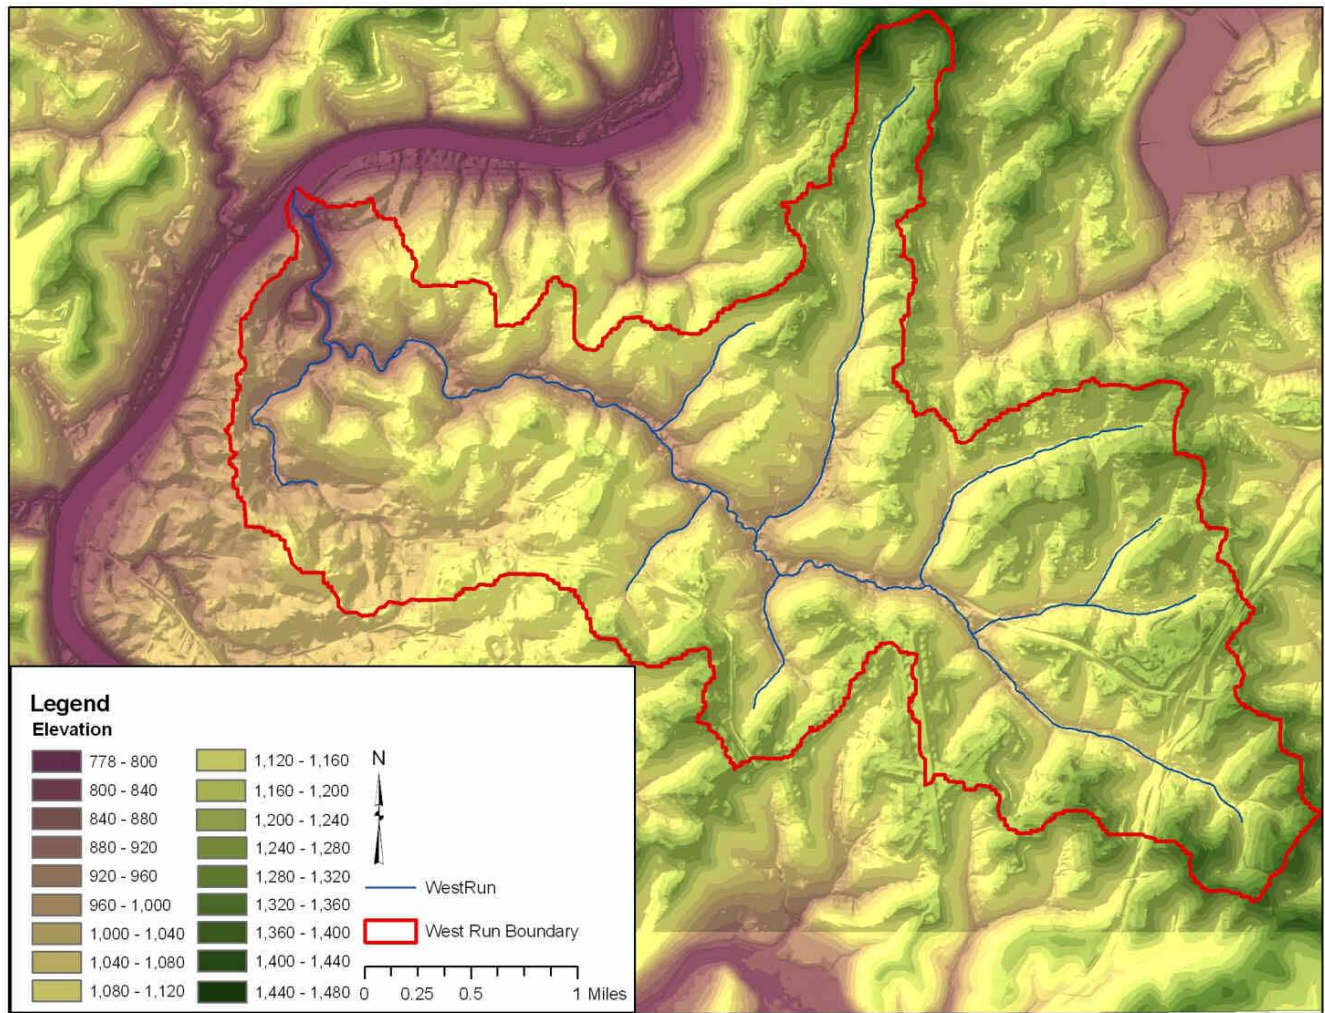 Legend
Elevation
778 - 800
800 - 840
840 - 880
880 - 920
920 - 960
960 - 1,000
1,000 - 1,040
1,040 - 1,080
1,080 - 1,120
1,120 - 1,160
1,160 - 1,200
1,200 - 1,240
1,240 - 1,280
1,280 - 1,320
1,320 - 1,360
1,360 - 1,400
1,400 - 1,440
1,440 - 1,480
N
WestRun
West Run Boundary
0 0.25 0.5 1 Miles